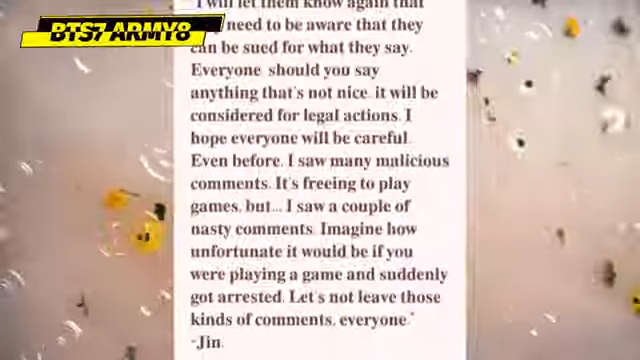 BTS7 ARMY8
"I will let them know again that
need to be aware that they
can be sued for what they say.
Everyone should you say
anything that's not nice, it will be
considered for legal actions. I
hope everyone will be careful.
Even before, I saw many malicious
comments. It's freeing to play
games, but... I saw a couple of
nasty comments. Imagine how
unfortunate it would be if you
were playing a game and suddenly
got arrested. Let's not leave those
kinds of comments, everyone."
-Jin.